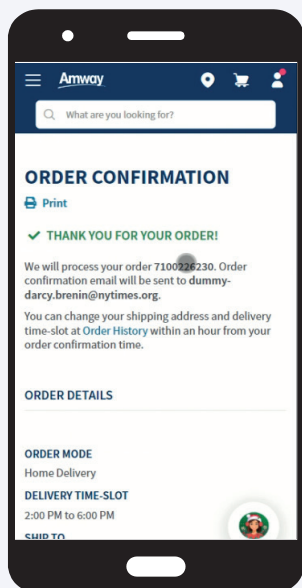 Amway
What are you looking for?
ORDER CONFIRMATION
Print
THANK YOU FOR YOUR ORDER!
We will process your order 7100226230. Order
confirmation email will be sent to dummy-
darcy.brenin@nytimes.org.
You can change your shipping address and delivery
time-slot at Order History within an hour from your
order confirmation time.
ORDER DETAILS
ORDER MODE
Home Delivery
DELIVERY TIME-SLOT
2:00 PM to 6:00 PM
SHIP TO